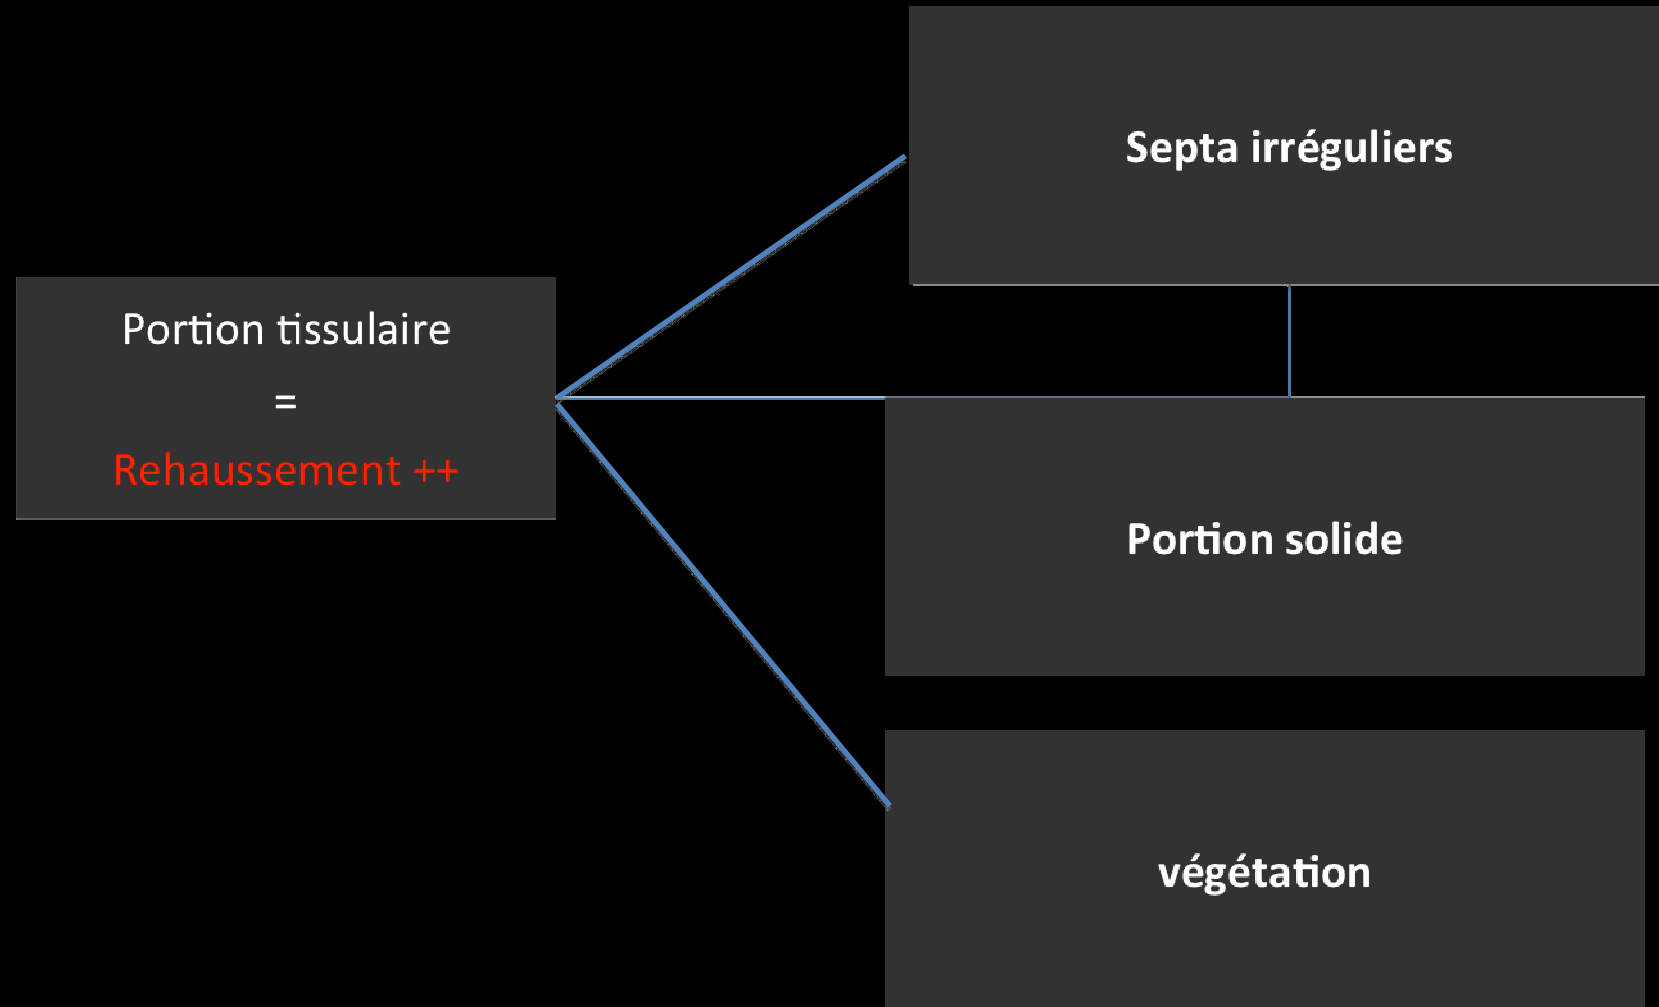 Septa irréguliers
Portion tissulaire
=
Rehaussement ++
Portion solide
végétation